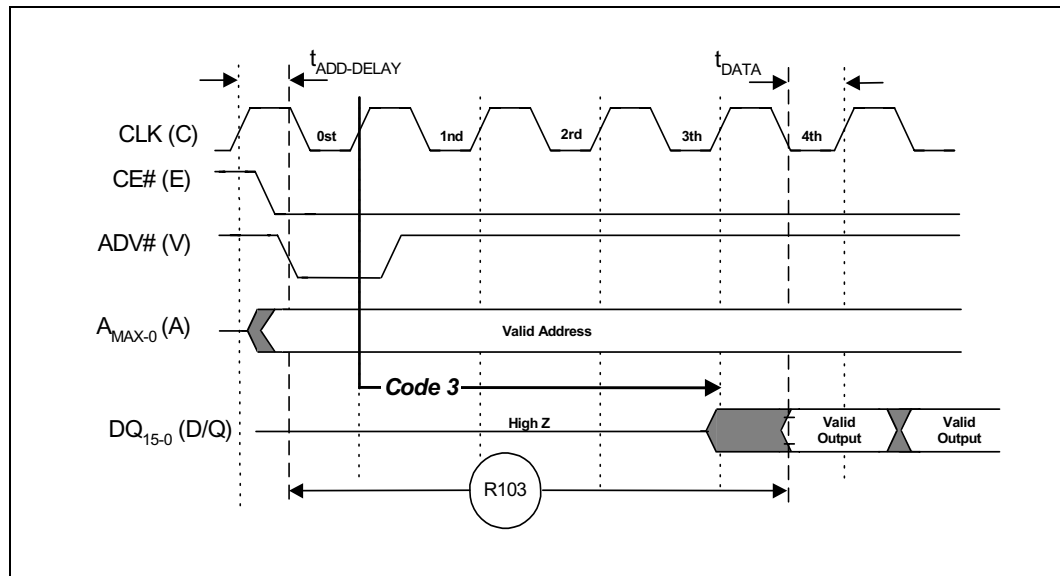 tADD-DELAY
tDATA
CLK (C)
0st
1nd
2rd
3th
4th
CE# (E)
ADV# (V)
AMAX-0 (A)
Valid Address
Code 3
DQ15-0 (D/Q)
High Z
Valid
Output
Valid
Output
R103